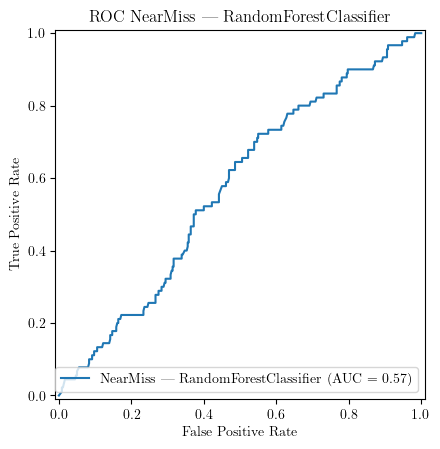 ROC NearMiss — RandomForestClassifier
True Positive Rate
1.0
0.8
0.6
0.4
0.2
0.0
NearMiss — RandomForestClassifier (AUC = 0.57)
0.0 0.2 0.4 0.6 0.8 1.0
False Positive Rate